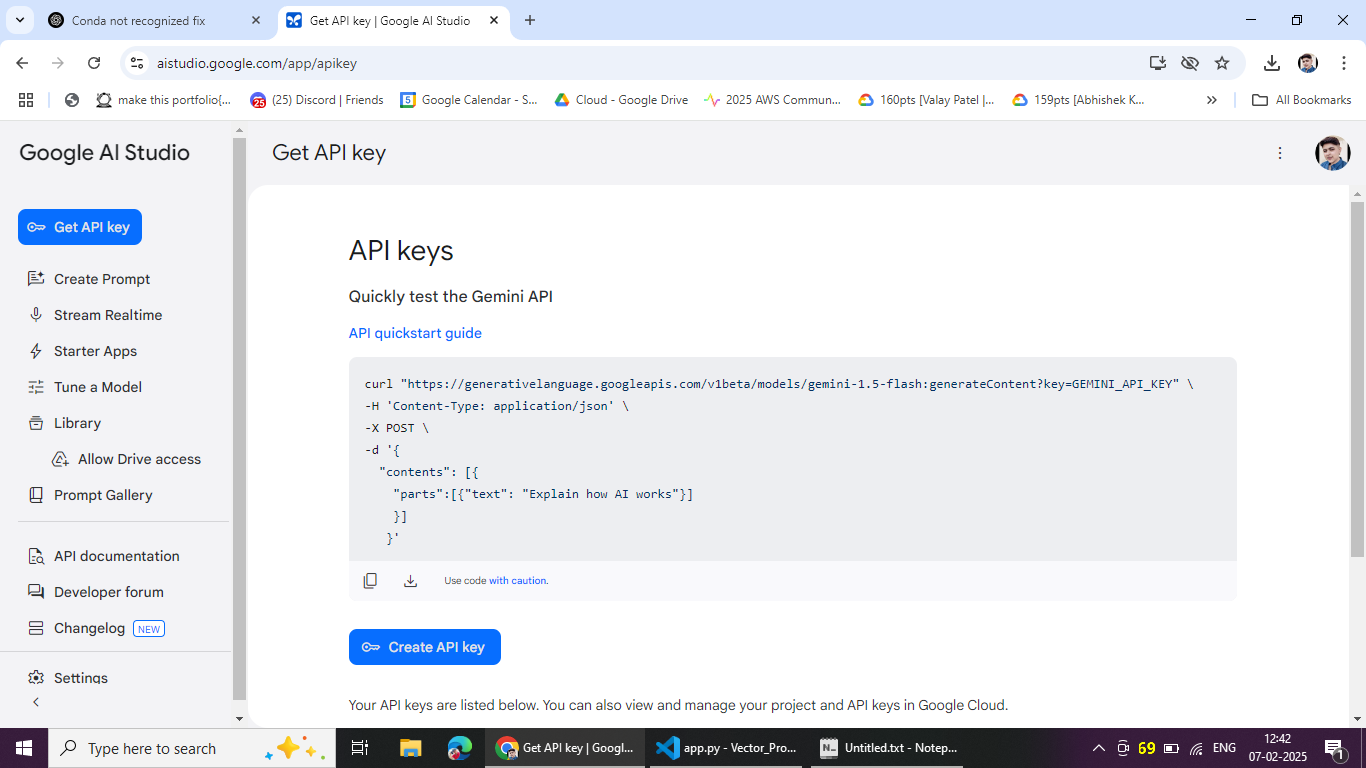 Conda not recognized fix
Get API key | Google AI Studio
aistudio.google.com/app/apikey
make this portfolio{...
(25) Discord | Friends
Google Calendar - S...
Cloud - Google Drive
2025 AWS Commun...
160pts [Valay Patel |...
159pts [Abhishek K...
All Bookmarks
Google AI Studio
Get API key
Create Prompt
Stream Realtime
Starter Apps
Tune a Model
Library
Allow Drive access
Prompt Gallery
API documentation
Developer forum
Changelog NEW
Settings
Get API key
API keys
Quickly test the Gemini API
API quickstart guide
curl "https://generativelanguage.googleapis.com/v1beta/models/gemini-1.5-flash:generateContent?key=GEMINI_API_KEY" \
-H 'Content-Type: application/json' \
-X POST \
-d '{
"contents": [{
"parts":[{"text": "Explain how AI works"}]
}]
}'
Use code with caution.
Create API key
Your API keys are listed below. You can also view and manage your project and API keys in Google Cloud.
Type here to search
Get API key | Googl...
app.py - Vector_Pro...
Untitled.txt - Notep...
69
ENG
12:42
07-02-2025
1